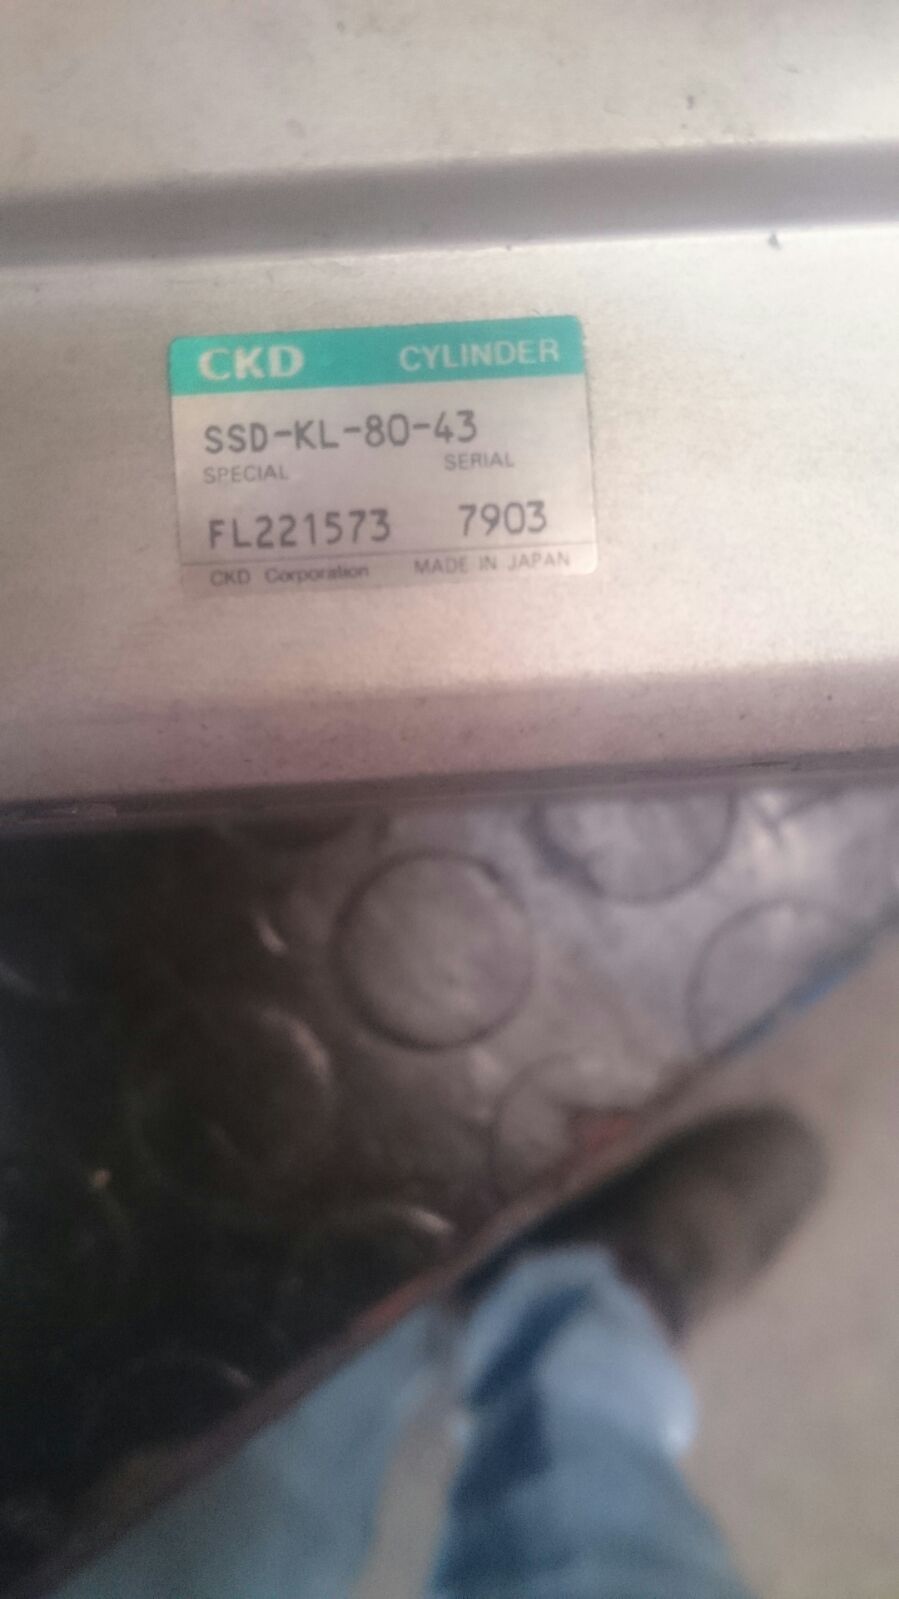 CKD CYLINDER
SSD-KL-80-43
SPECIAL SERIAL
FL221573 7903
CKD Corporation MADE IN JAPAN